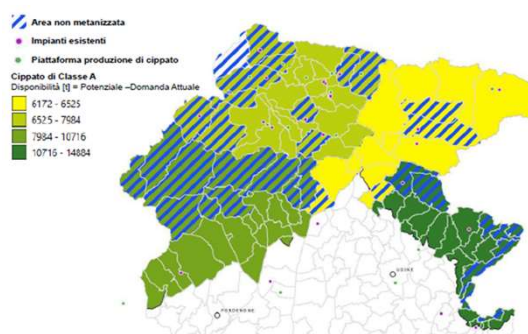 Area non metanizzata
Impianti esistenti
Piattaforma produzione di cippato
Cippato di Classe A
Disponibilità [t] = Potenziale –Domanda Attuale
6172 - 6525
6525 - 7984
7984 - 10716
10716 - 14884
UDINE
PORDENONE